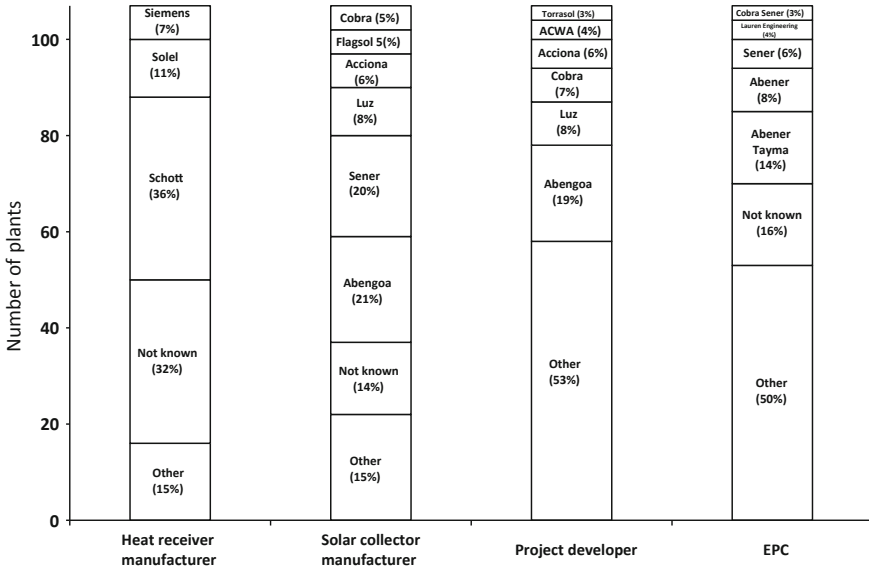 Number of plants
100
80
60
40
20
0
Siemens
(7%)
Solel
(11%)
Schott
(36%)
Not known
(32%)
Other
(15%)
Heat receiver
manufacturer
Cobra (5%)
Flagsol 5(%)
Acciona
(6%)
Luz
(8%)
Sener
(20%)
Abengoa
(21%)
Not known
(14%)
Other
(15%)
Solar collector
manufacturer
Torrasol (3%)
ACWA (4%)
Acciona (6%)
Cobra
(7%)
Luz
(8%)
Abengoa
(19%)
Other
(53%)
Project developer
Cobra Sener (3%)
Lauren Engineering
(4%)
Sener (6%)
Abener
(8%)
Abener
Tayma
(14%)
Not known
(16%)
Other
(50%)
EPC